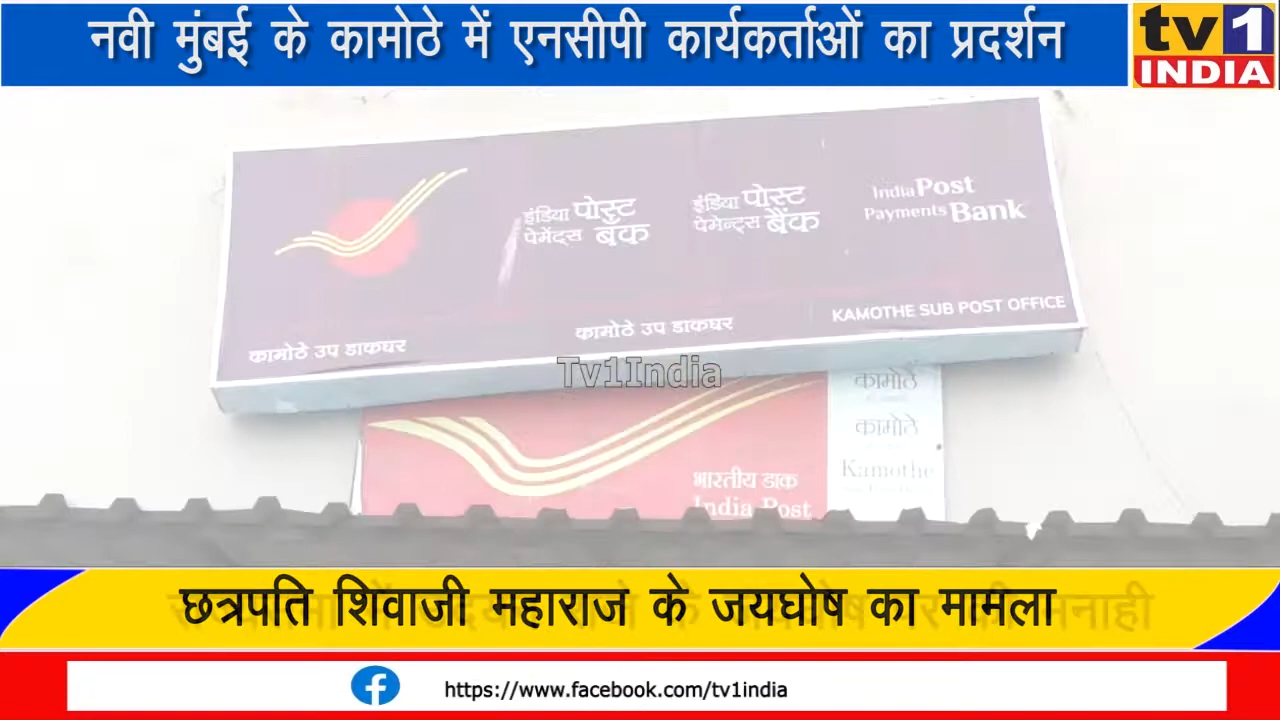 नवी मुंबई के कामोठे में एनसीपी कार्यकर्ताओं का प्रदर्शन
tv1
INDIA
इंडिया पोस्ट
पेमेंट्स बैंक
इंडिया पोस्ट
पेमेन्ट्स बैंक
India Post
Payments Bank
KAMOTHE SUB POST OFFICE
कामोठे उप डाकघर
कामोठे उप डाकघर
Tv1India
कामोठे
कामोठे
Kamothe
भारतीय डाक
India Post
छत्रपति शिवाजी महाराज के जयघोष का मामला
https://www.facebook.com/tv1india